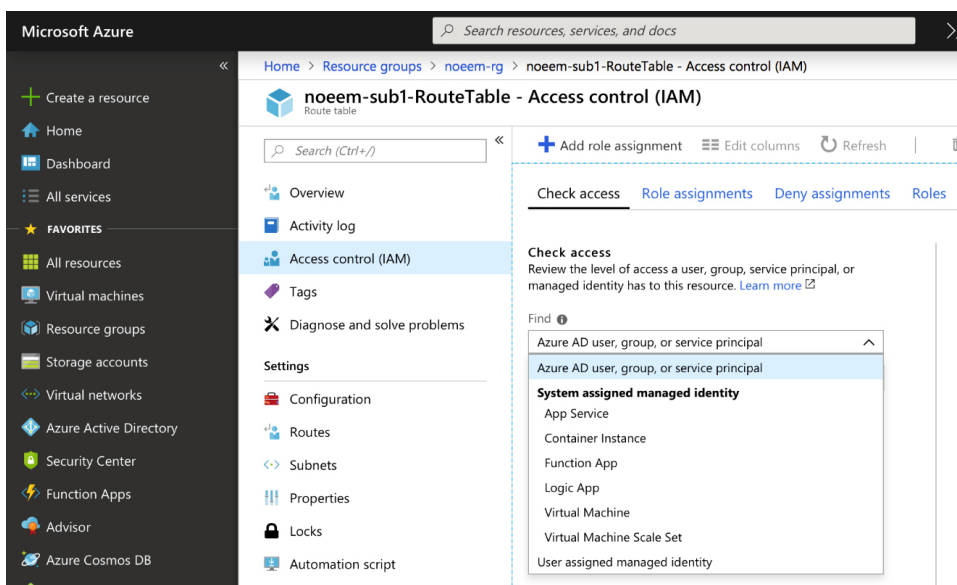 Microsoft Azure
Search resources, services, and docs
«
Create a resource
Home
Dashboard
All services
FAVORITES
All resources
Virtual machines
Resource groups
Storage accounts
Virtual networks
Azure Active Directory
Security Center
Function Apps
Advisor
Azure Cosmos DB
Home > Resource groups > noeem-rg > noeem-sub1-RouteTable - Access control (IAM)
noeem-sub1-RouteTable - Access control (IAM)
Route table
Search (Ctrl+/)
«
Overview
Activity log
Access control (IAM)
Tags
Diagnose and solve problems
Settings
Configuration
Routes
Subnets
Properties
Locks
Automation script
Add role assignment Edit columns Refresh
Check access Role assignments Deny assignments Roles
Check access
Review the level of access a user, group, service principal, or
managed identity has to this resource. Learn more
Find
Azure AD user, group, or service principal
Azure AD user, group, or service principal
System assigned managed identity
App Service
Container Instance
Function App
Logic App
Virtual Machine
Virtual Machine Scale Set
User assigned managed identity